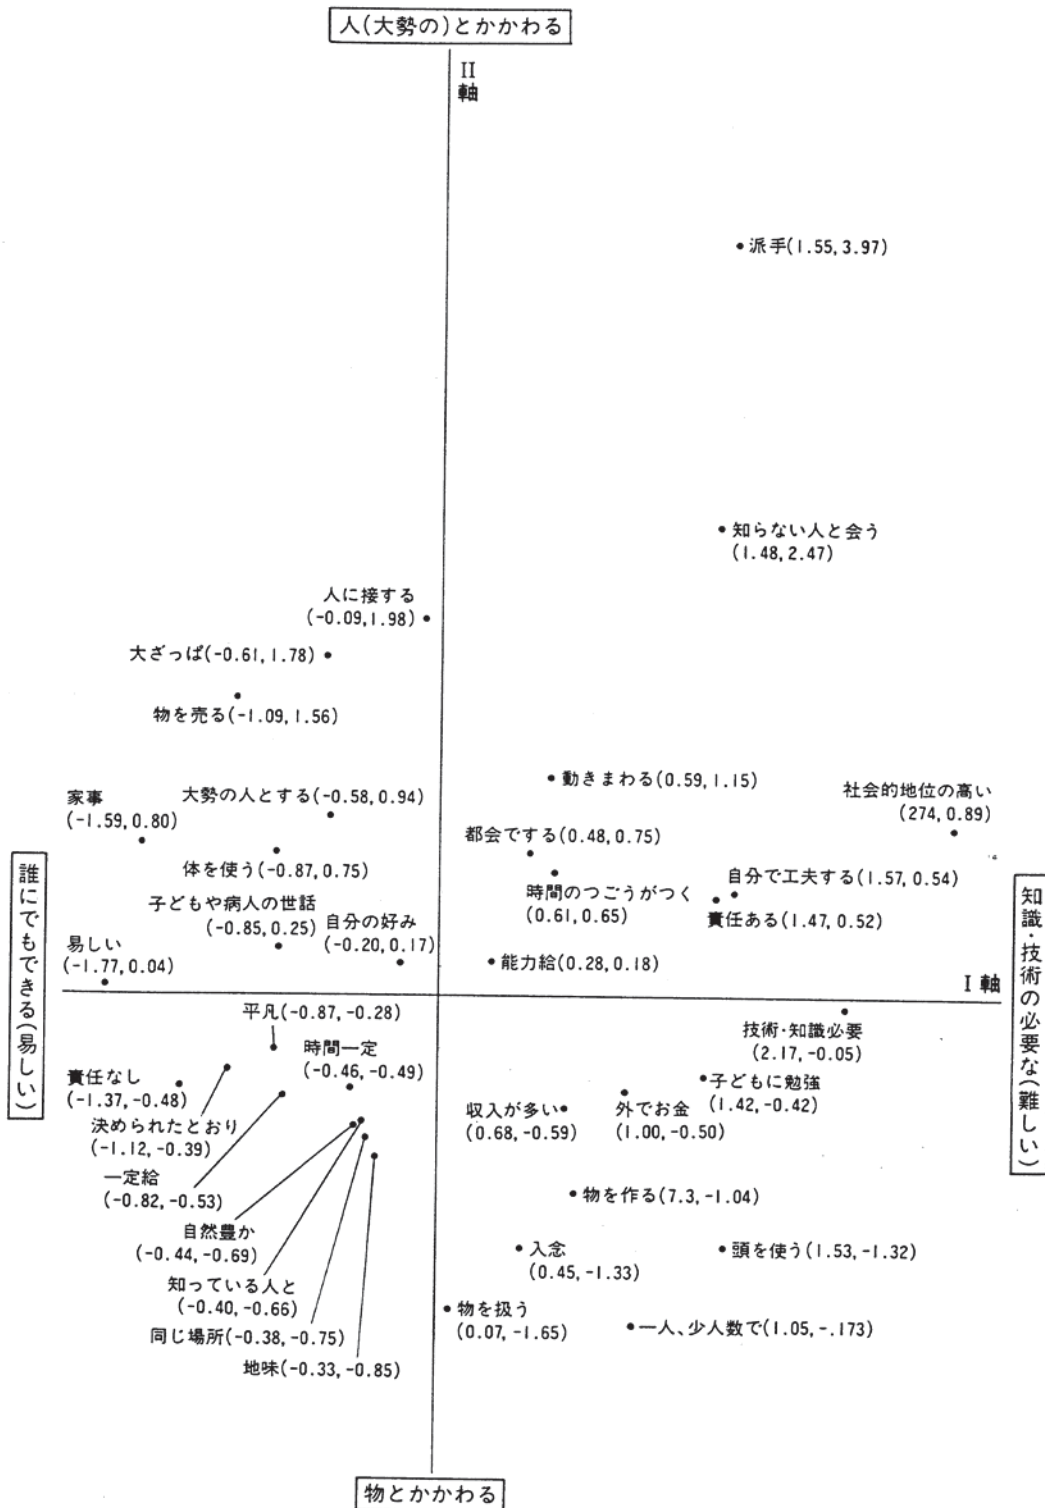 人(大勢の)とかかわる
II
軸
派手(1.55, 3.97)
知らない人と会う
(1.48, 2.47)
人に接する
(-0.09, 1.98)
大ざっぱ(-0.61, 1.78)
物を売る(-1.09, 1.56)
動きまわる(0.59, 1.15)
社会的地位の高い
(274, 0.89)
家事
(-1.59, 0.80)
大勢の人とする(-0.58, 0.94)
都会でする(0.48, 0.75)
体を使う(-0.87, 0.75)
時間のつごうがつく
(0.61, 0.65)
自分で工夫する(1.57, 0.54)
責任ある(1.47, 0.52)
子どもや病人の世話
(-0.85, 0.25)
自分の好み
(-0.20, 0.17)
易しい
(-1.77, 0.04)
能力給(0.28, 0.18)
誰にでもできる(易しい)
知識・技術の必要な(難しい)
I 軸
平凡(-0.87, -0.28)
時間一定
(-0.46, -0.49)
技術・知識必要
(2.17, -0.05)
責任なし
(-1.37, -0.48)
子どもに勉強
(1.42, -0.42)
収入が多い
(0.68, -0.59)
外でお金
(1.00, -0.50)
決められたとおり
(-1.12, -0.39)
一定給
(-0.82, -0.53)
物を作る(7.3, -1.04)
自然豊か
(-0.44, -0.69)
入念
(0.45, -1.33)
頭を使う(1.53, -1.32)
知っている人と
(-0.40, -0.66)
物を扱う
(0.07, -1.65)
一人、少人数で(1.05, -.173)
同じ場所(-0.38, -0.75)
地味(-0.33, -0.85)
物とかかわる